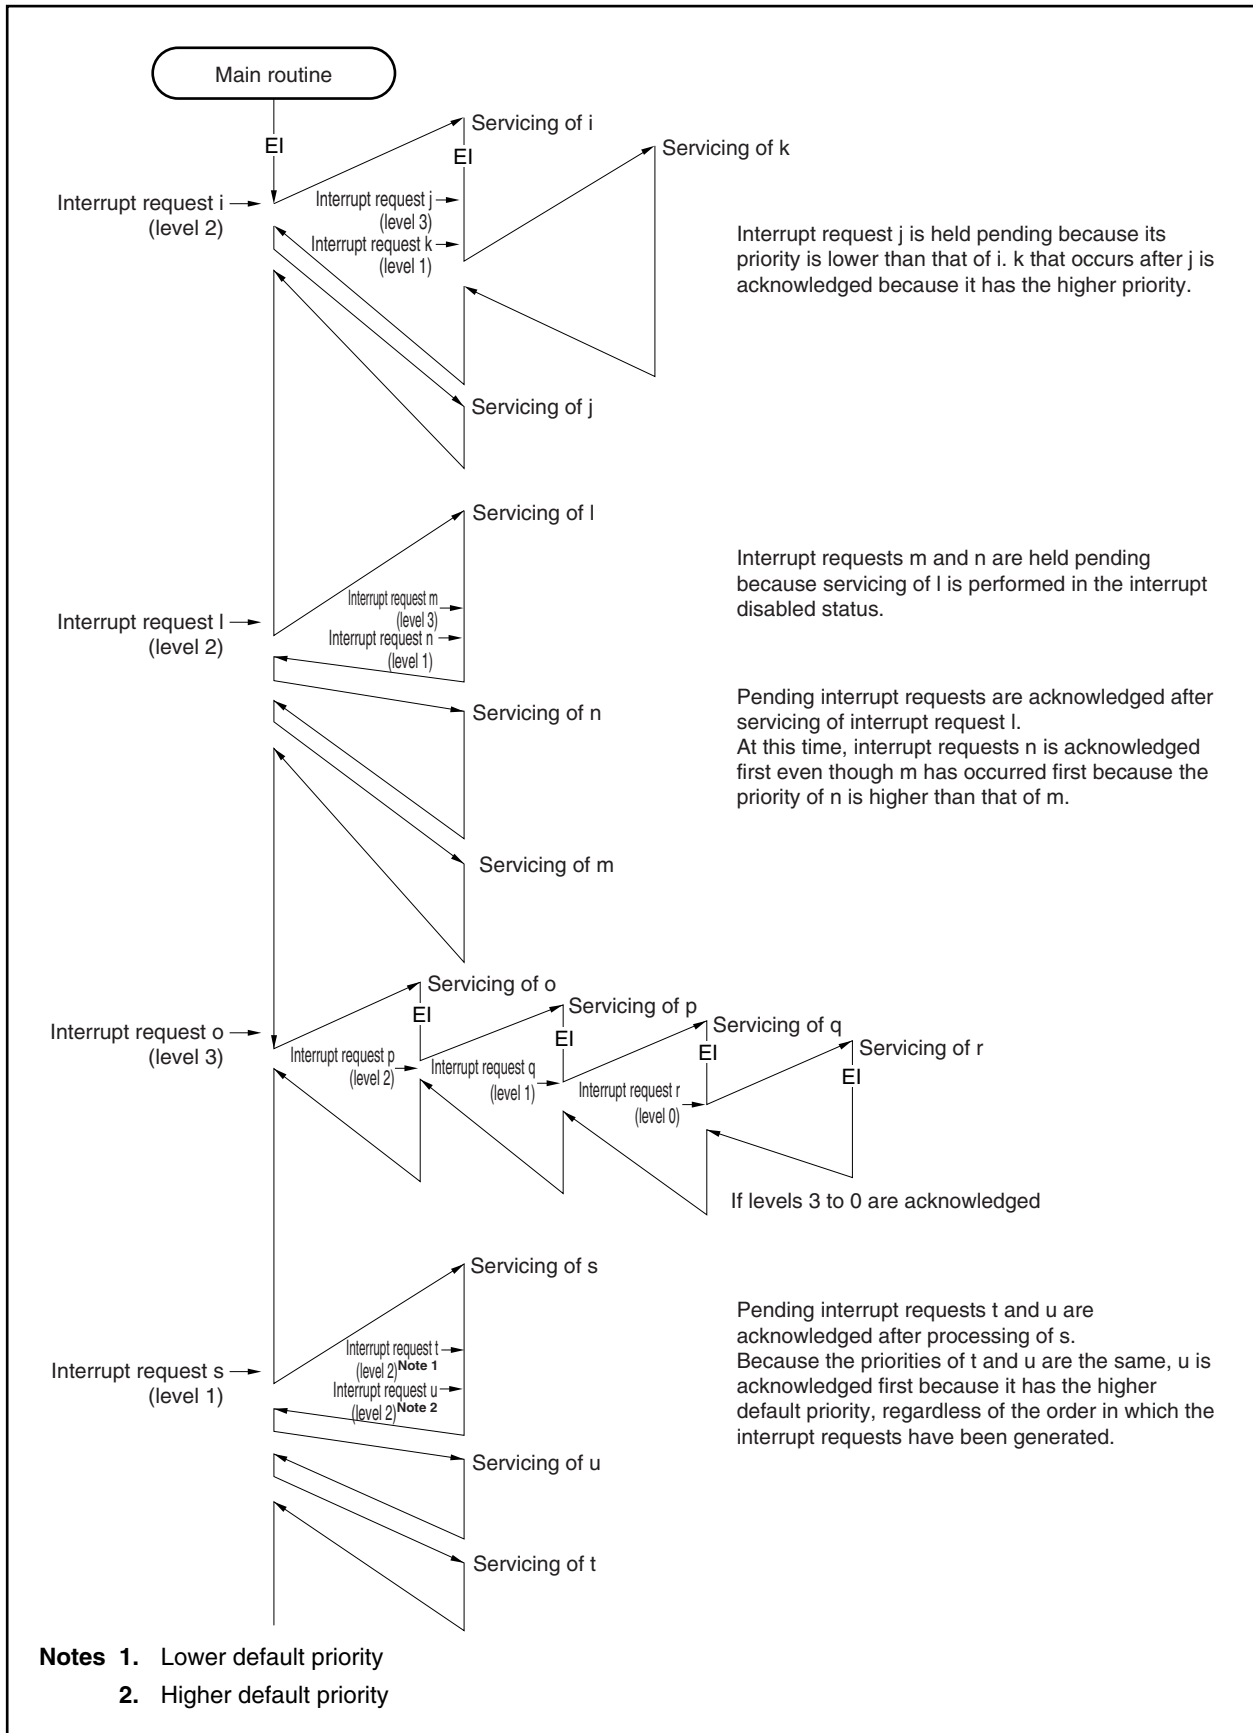 Main routine
EI
Servicing of i
EI
Servicing of k
Interrupt request i
(level 2)
Interrupt request j
(level 3)
Interrupt request k
(level 1)
Interrupt request j is held pending because its
priority is lower than that of i. k that occurs after j is
acknowledged because it has the higher priority.
Servicing of j
Servicing of l
Interrupt request l
(level 2)
Interrupt request m
(level 3)
Interrupt request n
(level 1)
Interrupt requests m and n are held pending
because servicing of l is performed in the interrupt
disabled status.
Servicing of n
Pending interrupt requests are acknowledged after
servicing of interrupt request l.
At this time, interrupt requests n is acknowledged
first even though m has occurred first because the
priority of n is higher than that of m.
Servicing of m
Interrupt request o
(level 3)
Servicing of o
EI
Interrupt request p
(level 2)
Servicing of p
EI
Interrupt request q
(level 1)
Servicing of q
EI
Interrupt request r
(level 0)
Servicing of r
EI
If levels 3 to 0 are acknowledged
Servicing of s
Interrupt request s
(level 1)
Interrupt request t
(level 2)Note 1
Interrupt request u
(level 2)Note 2
Pending interrupt requests t and u are
acknowledged after processing of s.
Because the priorities of t and u are the same, u is
acknowledged first because it has the higher
default priority, regardless of the order in which the
interrupt requests have been generated.
Servicing of u
Servicing of t
Notes 1. Lower default priority
2. Higher default priority